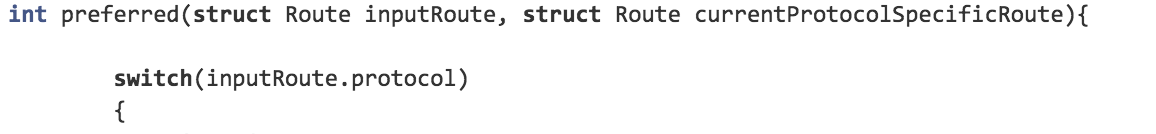 int preferred(struct Route inputRoute, struct Route currentProtocolSpecificRoute){
switch(inputRoute.protocol)
{